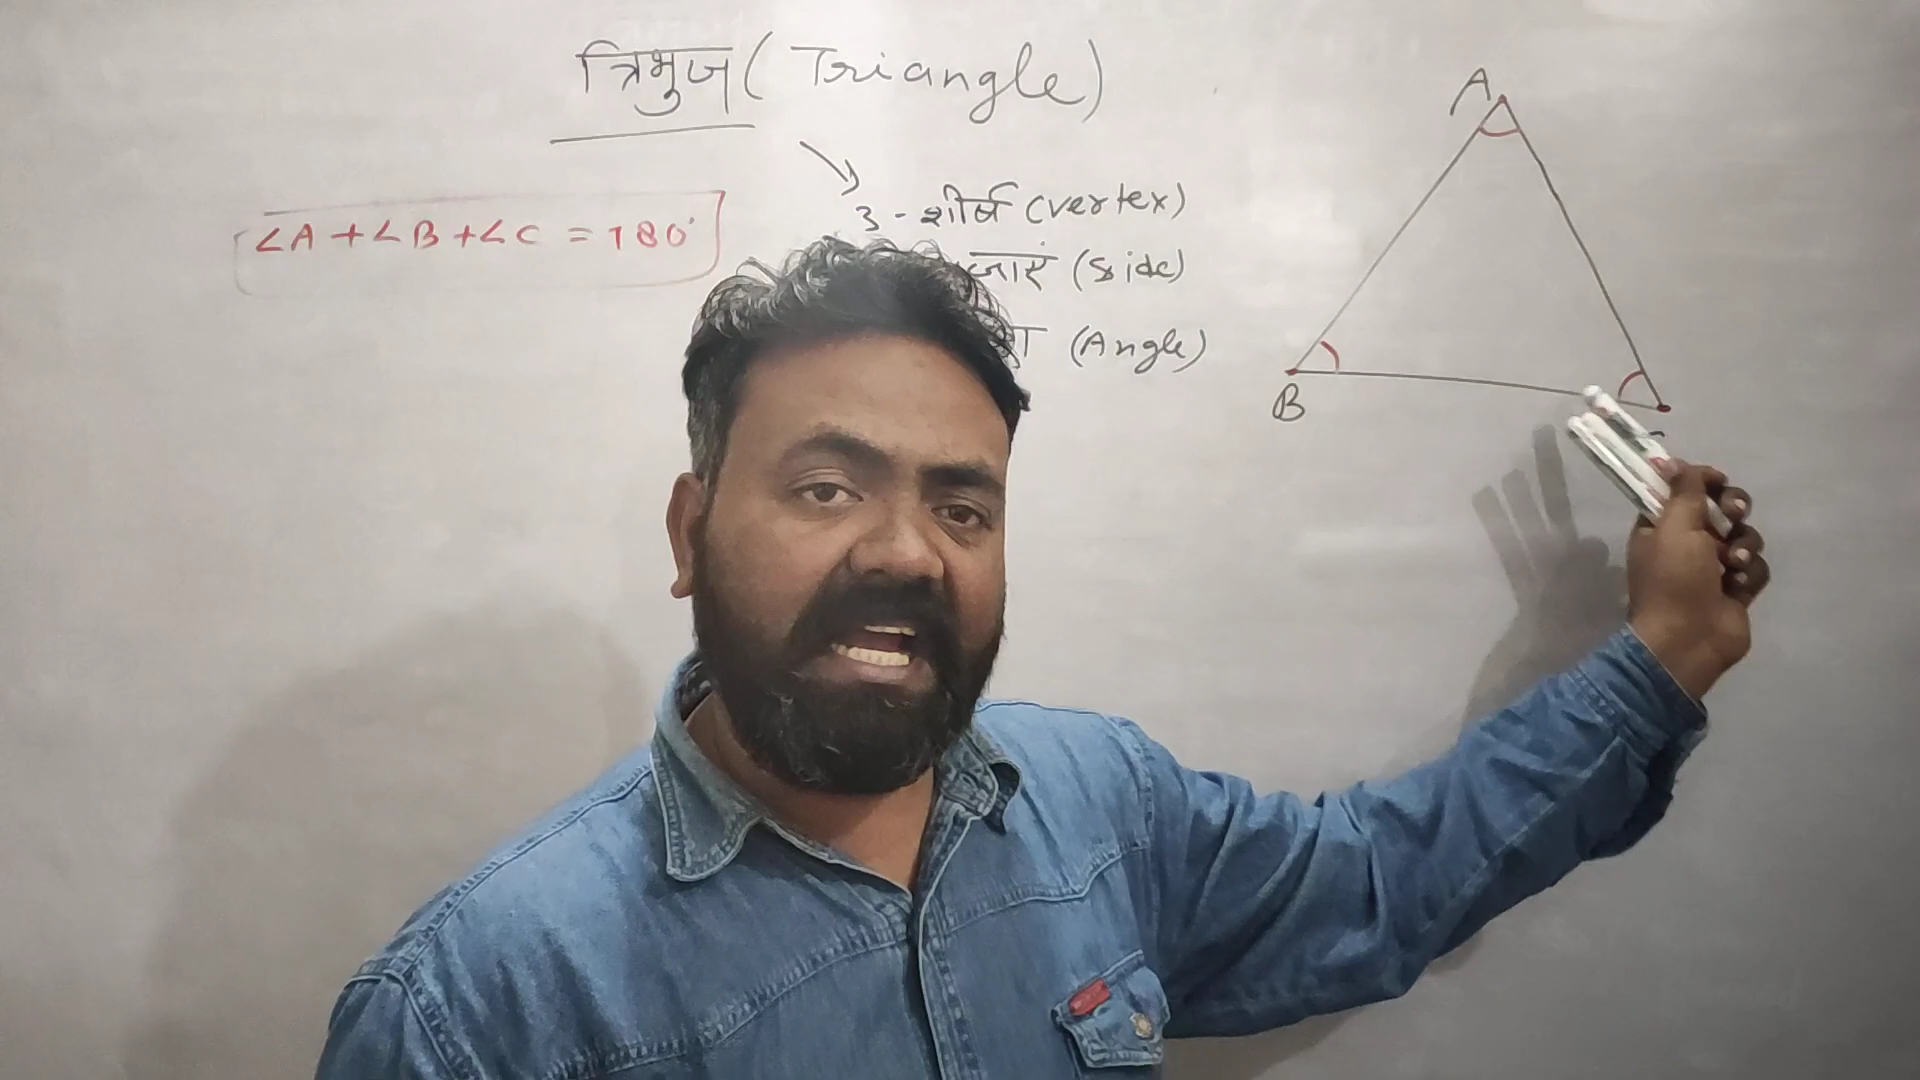 त्रिभुज ( Triangle )
∠A + ∠B + ∠C = 180°
3 - शीर्ष (vertex)
(Side)
(Angle)
A
B